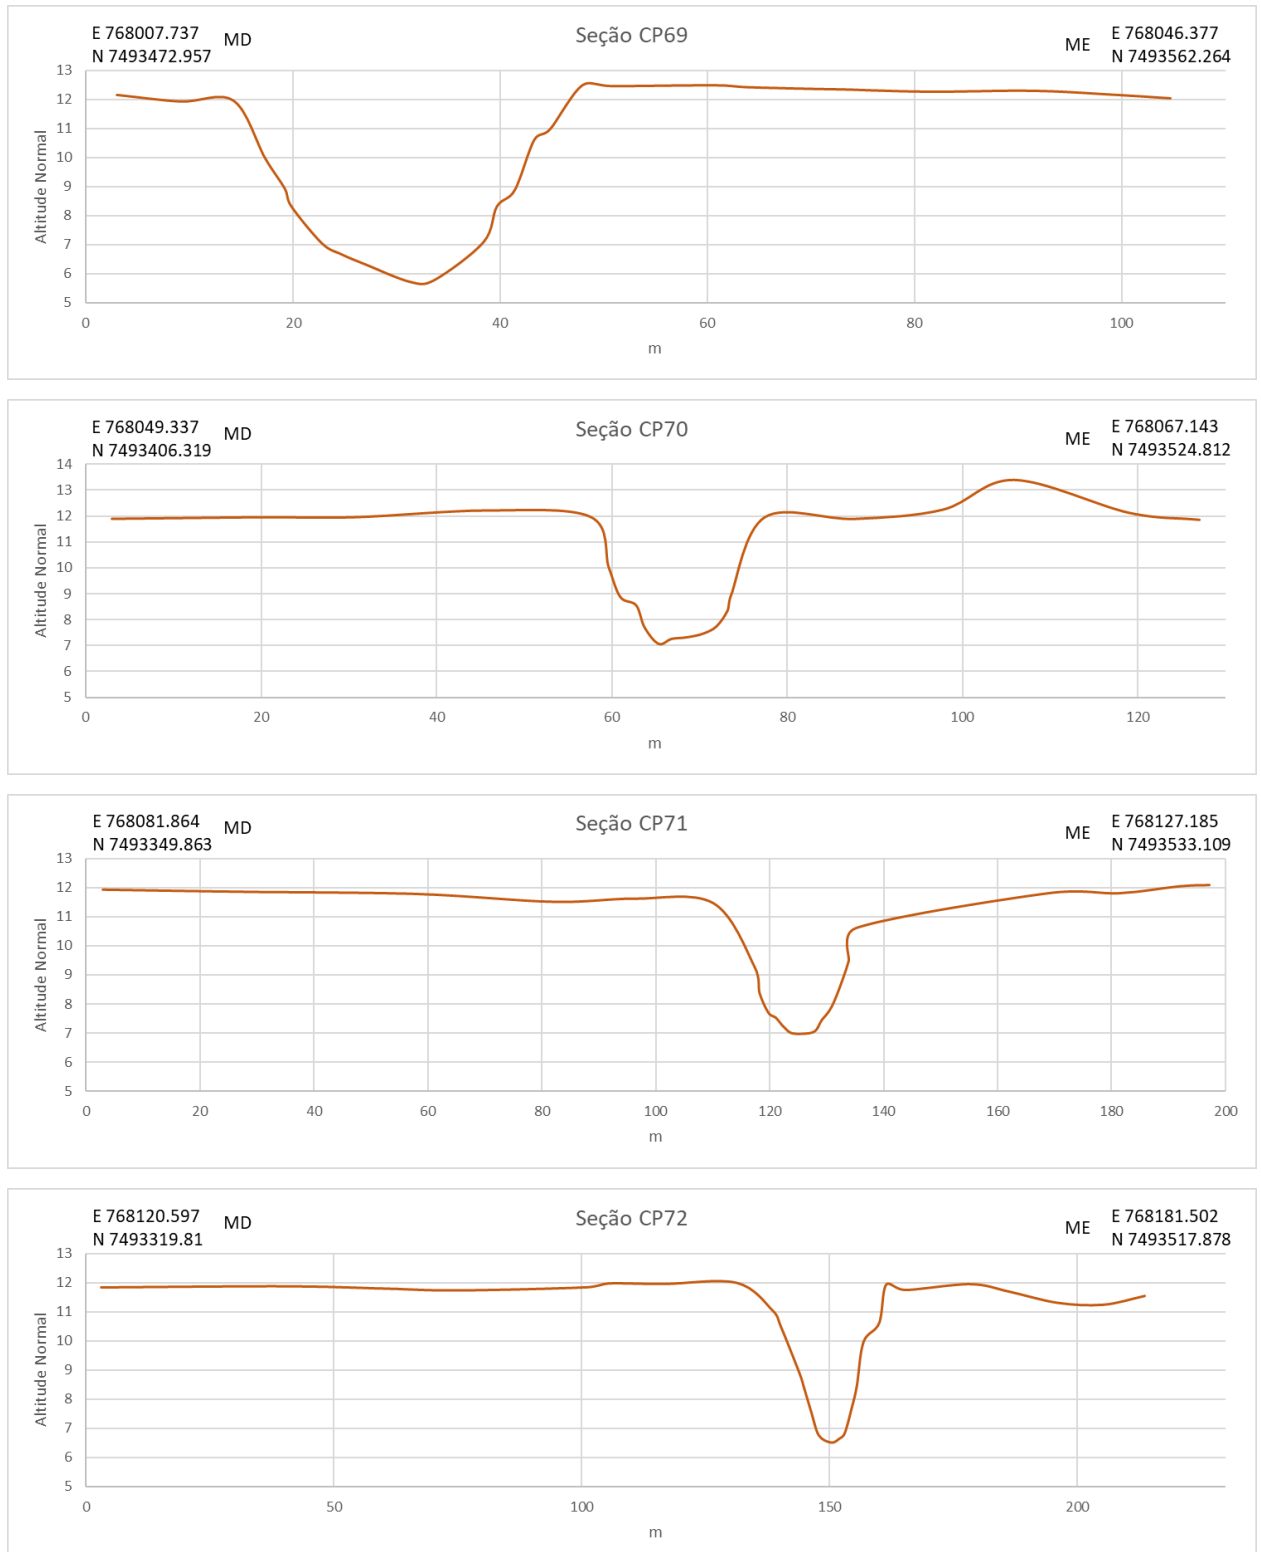 E 768007.737
N 7493472.957
MD
Seção CP69
ME
E 768046.377
N 7493562.264
Altitude Normal
13
12
11
10
9
8
7
6
5
0 20 40 60 80 100
m
E 768049.337
N 7493406.319
MD
Seção CP70
ME
E 768067.143
N 7493524.812
Altitude Normal
14
13
12
11
10
9
8
7
6
5
0 20 40 60 80 100 120
m
E 768081.864
N 7493349.863
MD
Seção CP71
ME
E 768127.185
N 7493533.109
Altitude Normal
13
12
11
10
9
8
7
6
5
0 20 40 60 80 100 120 140 160 180 200
m
E 768120.597
N 7493319.81
MD
Seção CP72
ME
E 768181.502
N 7493517.878
Altitude Normal
13
12
11
10
9
8
7
6
5
0 50 100 150 200
m